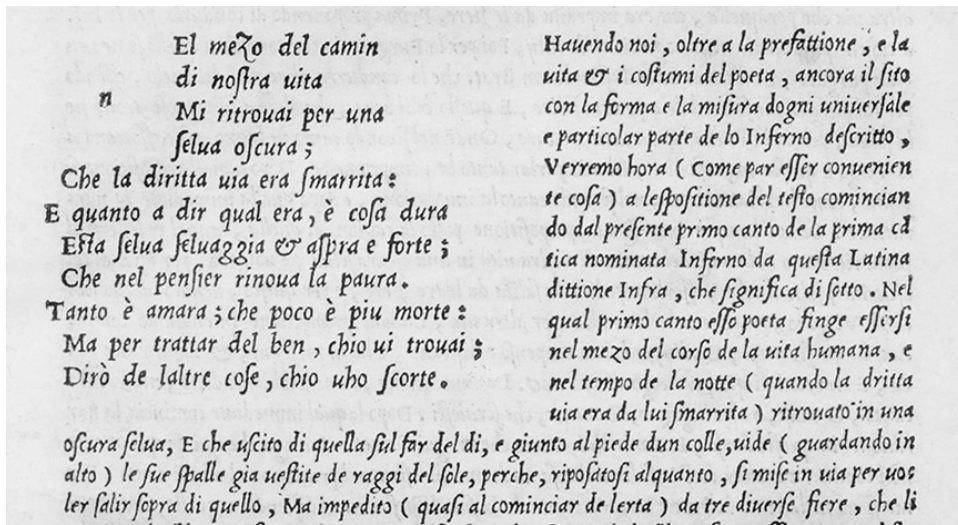 El mezo del camin
di noſtra uita
n
Mi ritrouai per una
ſelua oſcura;
Che la diritta uia era ſmarrita:
E quanto a dir qual era, è coſa dura
Eſta ſelua ſeluaggia & aſpra e forte;
Che nel penſier rinoua la paura.
Tanto è amara; che poco è piu morte:
Ma per trattar del ben, chio ui trouai;
Dirò de laltre coſe, chio uho ſcorte.
Hauendo noi, oltre a la prefattione, e la
uita & i coſtumi del poeta, ancora il ſito
con la forma e la miſura dogni uniuerſale
e particolar parte de lo Inferno deſcritto,
Verremo hora (Come par eſſer conuenien
te coſa) a le leſpoſitione del teſto comincian
do dal preſente primo canto de la prima cā
tica nominata Inferno da queſta Latina
dittione Infra, che ſignifica di ſotto. Nel
qual primo canto eſſo poeta finge eſſerſi
nel mezo del corſo de la uita humana, e
nel tempo de la notte (quando la dritta
uia era da lui ſmarrita) ritrouato in una
oſcura ſelua; E che uſcito di quella ſul far del di, e giunto al piede dun colle, uide (guardando in
alto) le ſue ſpalle gia ueſtite de raggi del ſole, perche, ripoſatoſi alquanto, ſi miſe in uia per uo=
ler ſalir ſopra di quello, Ma impedito (quaſi al cominciar de lerta) da tre diuerſe fiere, che li